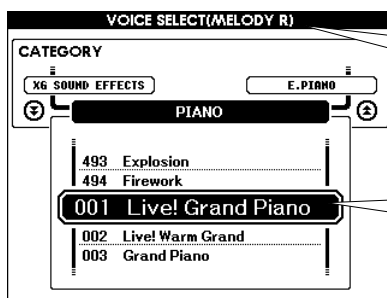 VOICE SELECT(MELODY R)
CATEGORY
XG SOUND EFFECTS
E.PIANO
PIANO
493 Explosion
494 Firework
001 Live! Grand Piano
002 Live! Warm Grand
003 Grand Piano